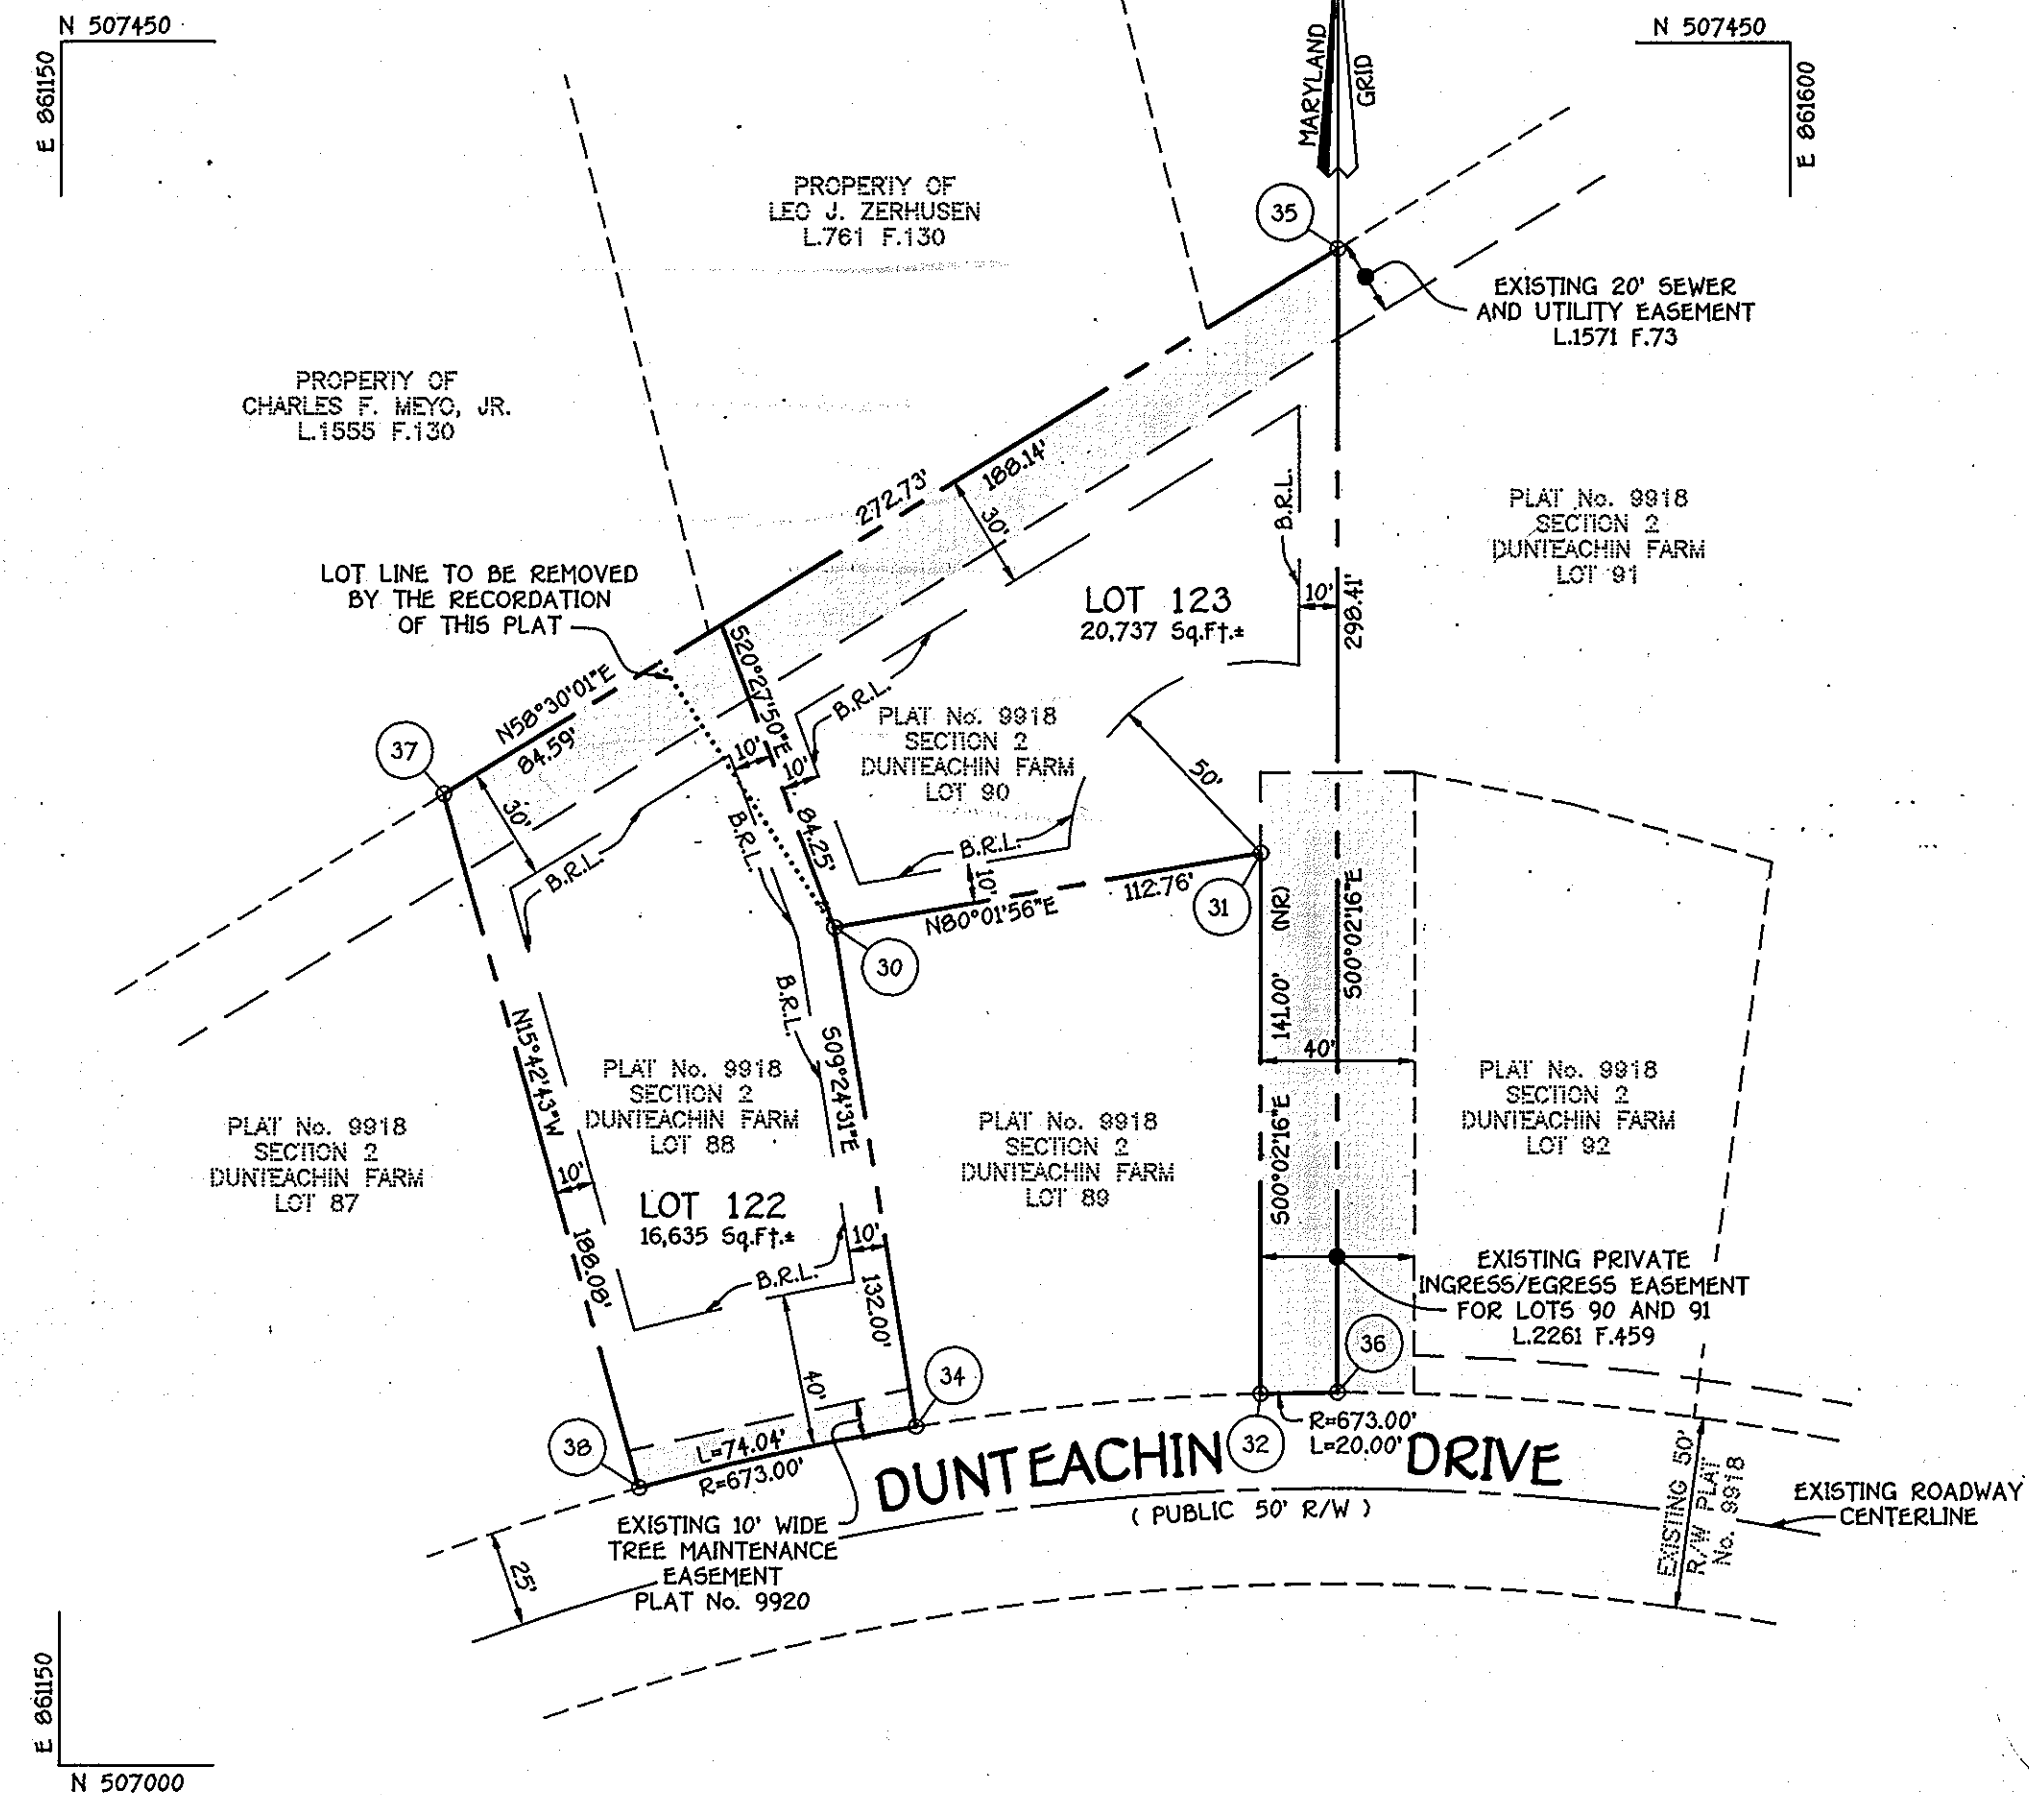 N 507450
E 861150
N 507450
E 861600
MARYLAND
GRID
35
PROPERTY OF
LEO J. ZERHUSEN
L.761 F.130
EXISTING 20' SEWER
AND UTILITY EASEMENT
L.1571 F.73
PROPERTY OF
CHARLES F. MEYO, JR.
L.1555 F.130
272.73'
188.14'
30'
B.R.L.
PLAT No. 9918
SECTION 2
DUNTEACHIN FARM
LOT 91
LOT LINE TO BE REMOVED
BY THE RECORDATION
OF THIS PLAT
LOT 123
20,737 Sq.Ft.±
10'
298.41'
N58°30'01"E
84.59'
S20°27'50"E
84.25'
B.R.L.
10'
10'
37
30'
B.R.L.
B.R.L.
PLAT No. 9918
SECTION 2
DUNTEACHIN FARM
LOT 90
50'
B.R.L.
10'
N80°01'56"E
112.76'
31
30
(NR)
141.00'
S00°02'16"E
S00°02'16"E
40'
B.R.L.
S09°24'31"E
132.00'
N15°42'43"W
188.08'
10'
PLAT No. 9918
SECTION 2
DUNTEACHIN FARM
LOT 87
PLAT No. 9918
SECTION 2
DUNTEACHIN FARM
LOT 88
LOT 122
16,635 Sq.Ft.±
10'
B.R.L.
40'
PLAT No. 9918
SECTION 2
DUNTEACHIN FARM
LOT 89
PLAT No. 9918
SECTION 2
DUNTEACHIN FARM
LOT 92
EXISTING PRIVATE
INGRESS/EGRESS EASEMENT
FOR LOTS 90 AND 91
L.2261 F.459
36
34
38
32
L=74.04'
R=673.00'
R=673.00'
L=20.00'
DUNTEACHIN DRIVE
( PUBLIC 50' R/W )
EXISTING 10' WIDE
TREE MAINTENANCE
EASEMENT
PLAT No. 9920
25'
EXISTING 50'
R/W PLAT
No. 9918
EXISTING ROADWAY
CENTERLINE
E 861150
N 507000